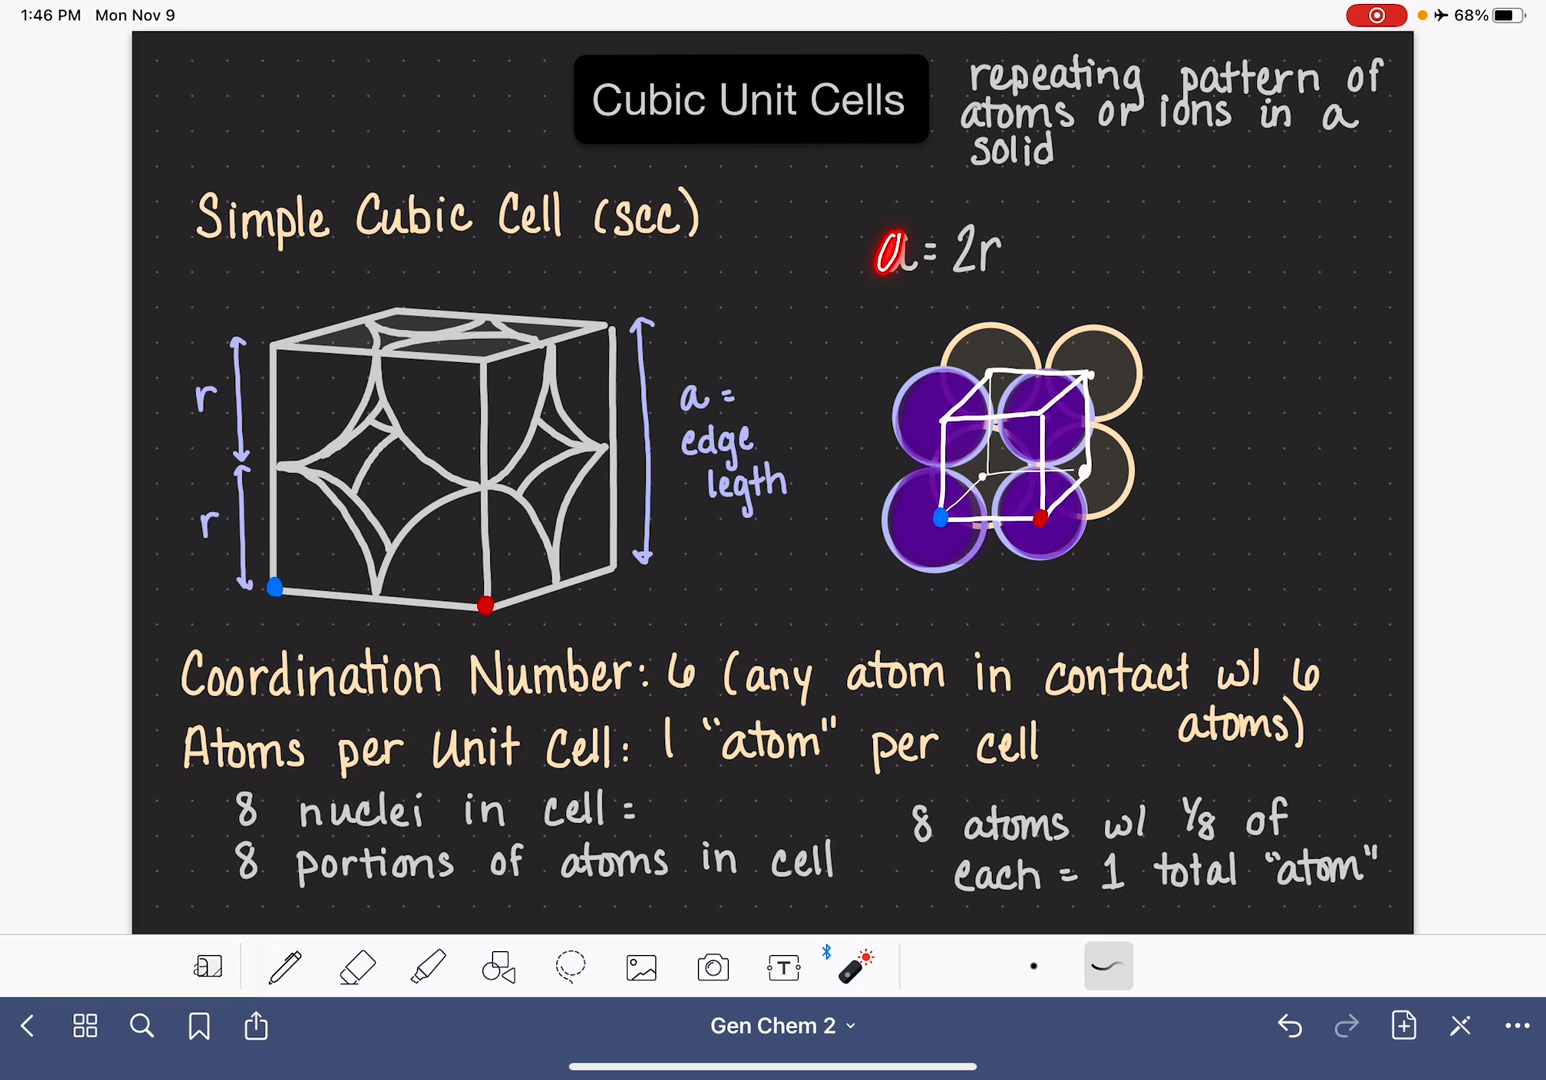 1:46 PM Mon Nov 9
68%
Cubic Unit Cells
repeating pattern of
atoms or ions in a
solid
Simple Cubic Cell (scc)
a = 2r
r
r
a =
edge
legth
Coordination Number: 6 (any atom in contact w/ 6
atoms)
Atoms per Unit Cell: 1 "atom" per cell
8 nuclei in cell =
8 portions of atoms in cell
8 atoms w/ 1/8 of
each = 1 total "atom"
T
Gen Chem 2